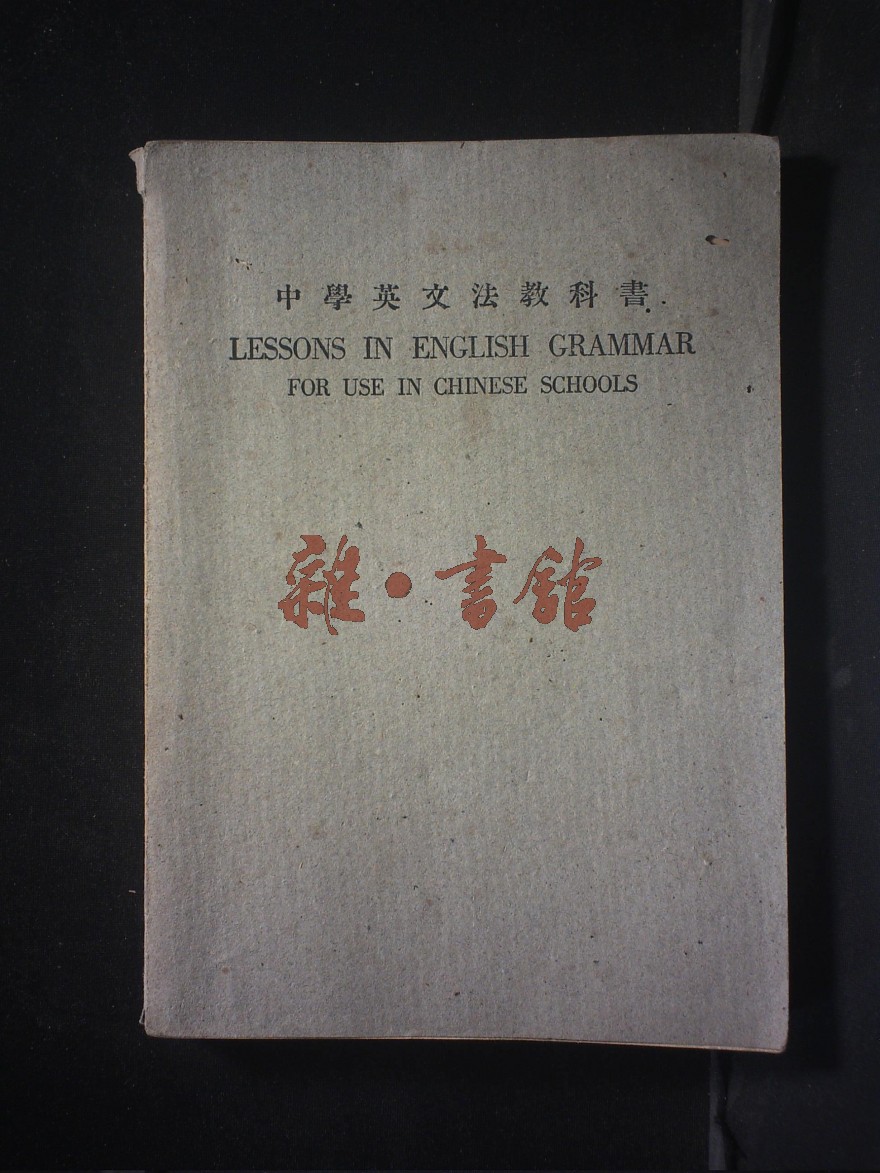 中學英文法教科書
LESSONS IN ENGLISH GRAMMAR
FOR USE IN CHINESE SCHOOLS
雜·書館